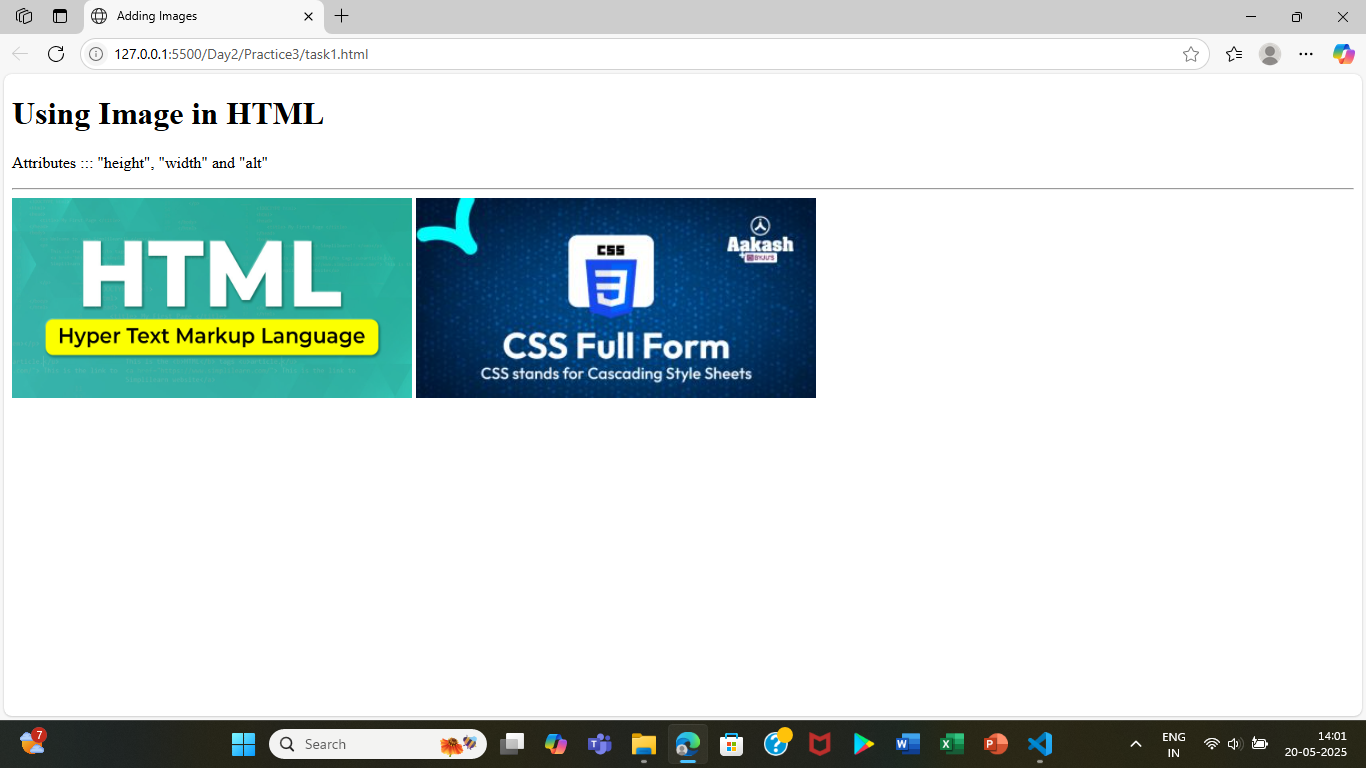 Adding Images
127.0.0.1:5500/Day2/Practice3/task1.html
Using Image in HTML
Attributes ::: "height", "width" and "alt"
HTML
Hyper Text Markup Language
CSS
Aakash
BYJU'S
CSS Full Form
CSS stands for Cascading Style Sheets
7
Search
ENG
IN
14:01
20-05-2025